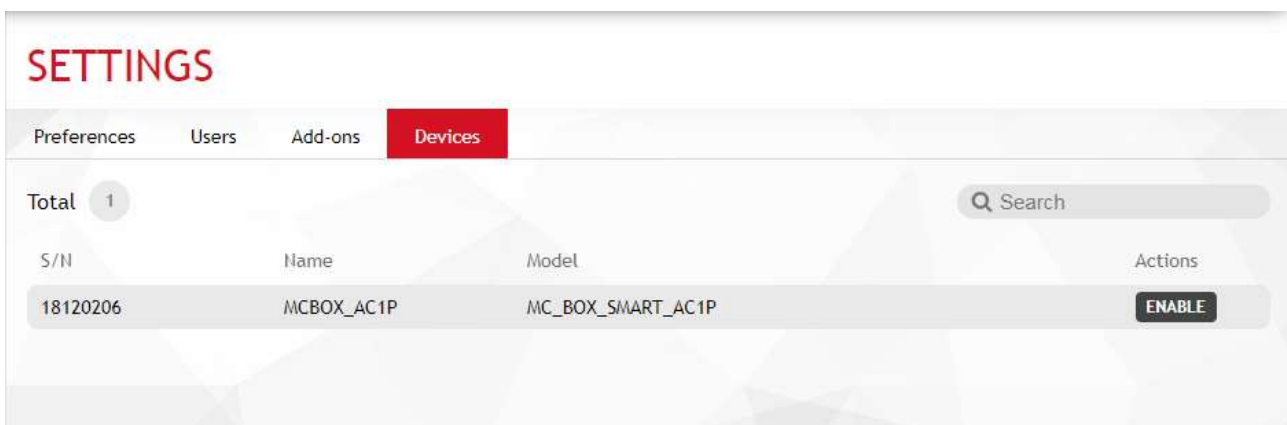 SETTINGS
Preferences Users Add-ons Devices
Total 1 Search
S/N Name Model Actions
18120206 MCBOX_AC1P MC_BOX_SMART_AC1P ENABLE